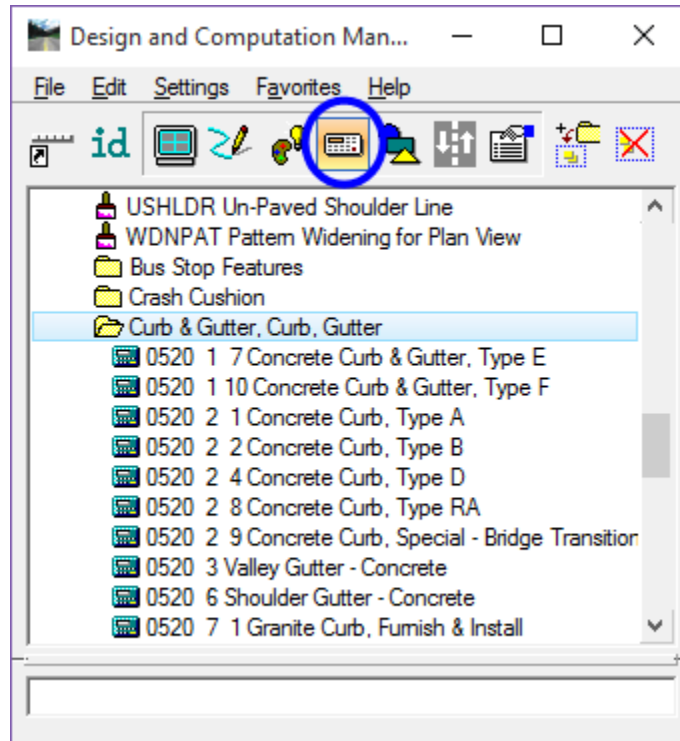 Design and Computation Man...
File Edit Settings Favorites Help
id
USHLDR Un-Paved Shoulder Line
WDNPAT Pattern Widening for Plan View
Bus Stop Features
Crash Cushion
Curb & Gutter, Curb, Gutter
0520 1 7 Concrete Curb & Gutter, Type E
0520 1 10 Concrete Curb & Gutter, Type F
0520 2 1 Concrete Curb, Type A
0520 2 2 Concrete Curb, Type B
0520 2 4 Concrete Curb, Type D
0520 2 8 Concrete Curb, Type RA
0520 2 9 Concrete Curb, Special - Bridge Transition
0520 3 Valley Gutter - Concrete
0520 6 Shoulder Gutter - Concrete
0520 7 1 Granite Curb, Furnish & Install